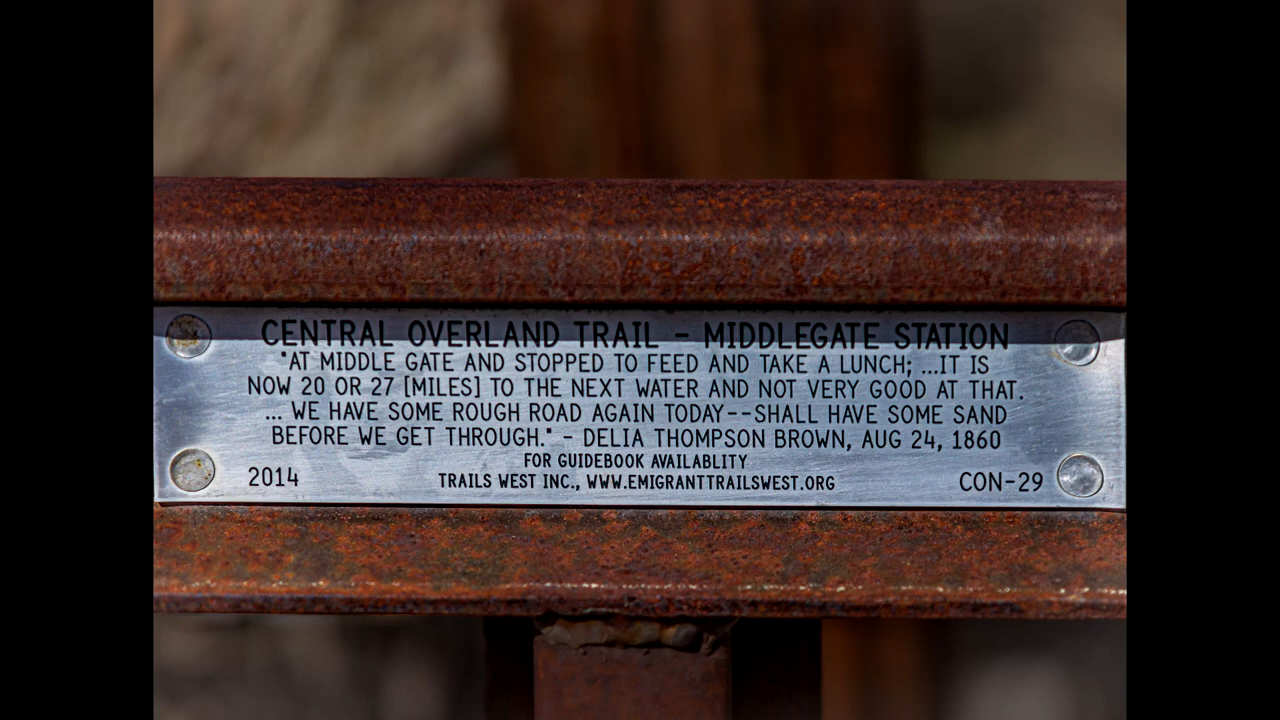 CENTRAL OVERLAND TRAIL - MIDDLEGATE STATION
"AT MIDDLE GATE AND STOPPED TO FEED AND TAKE A LUNCH; ...IT IS
NOW 20 OR 27 [MILES] TO THE NEXT WATER AND NOT VERY GOOD AT THAT.
... WE HAVE SOME ROUGH ROAD AGAIN TODAY--SHALL HAVE SOME SAND
BEFORE WE GET THROUGH." - DELIA THOMPSON BROWN, AUG 24, 1860
FOR GUIDEBOOK AVAILABLITY
2014 TRAILS WEST INC., WWW.EMIGRANTTRAILSWEST.ORG CON-29